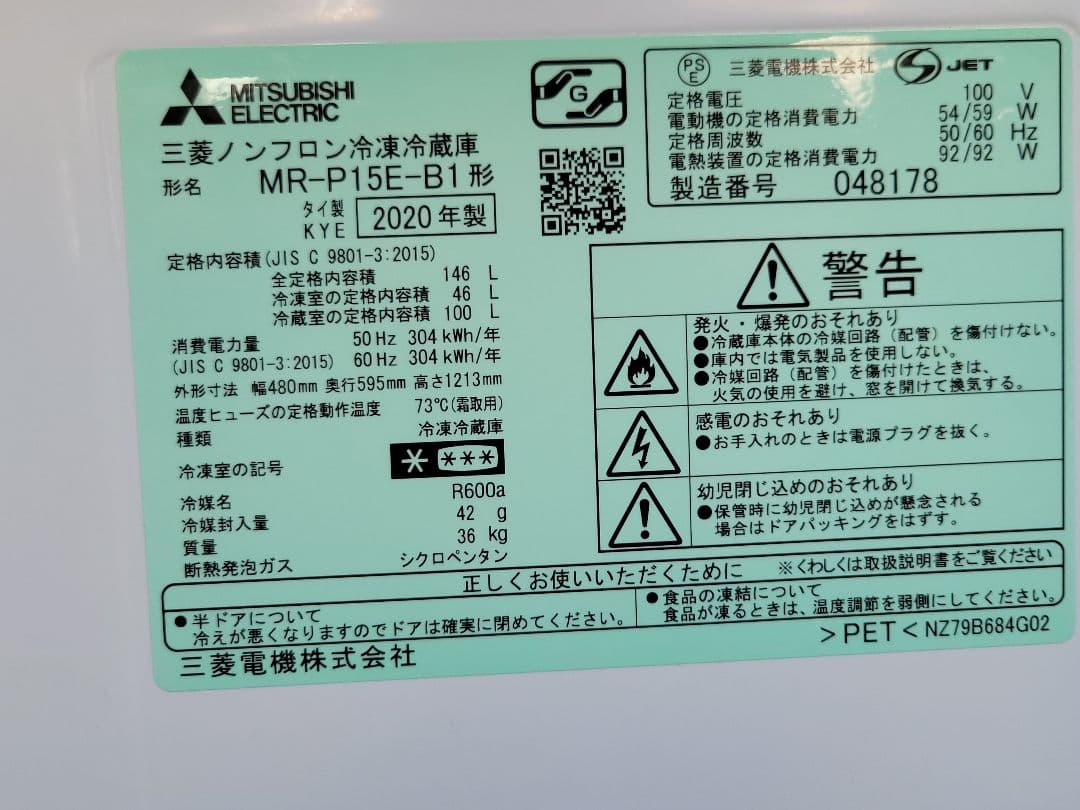 MITSUBISHI
ELECTRIC
三菱ノンフロン冷凍冷蔵庫
形名 MR-P15E-B1形
タイ製
KYE 2020年製
定格内容積(JIS C 9801-3:2015)
全定格内容積 146 L
冷凍室の定格内容積 46 L
冷蔵室の定格内容積 100 L
消費電力量 50Hz 304kWh/年
(JIS C 9801-3:2015) 60Hz 304kWh/年
外形寸法 幅480mm 奥行595mm 高さ1213mm
温度ヒューズの定格動作温度 73℃(霜取用)
種類 冷凍冷蔵庫
冷凍室の記号 * ***
冷媒名 R600a
冷媒封入量 42 g
質量 36 kg
断熱発泡ガス シクロペンタン
G
PS
E
三菱電機株式会社 S JET
定格電圧 100 V
電動機の定格消費電力 54/59 W
定格周波数 50/60 Hz
電熱装置の定格消費電力 92/92 W
製造番号 048178
警告
発火・爆発のおそれあり
●冷蔵庫本体の冷媒回路(配管)を傷付けない。
●庫内では電気製品を使用しない。
●冷媒回路(配管)を傷付けたときは、
火気の使用を避け、窓を開けて換気する。
感電のおそれあり
●お手入れのときは電源プラグを抜く。
幼児閉じ込めのおそれあり
●保管時に幼児閉じ込めが懸念される
場合はドアパッキングをはずす。
正しくお使いいただくために ※くわしくは取扱説明書をご覧ください
●半ドアについて
冷えが悪くなりますのでドアは確実に閉めてください。
●食品の凍結について
食品が凍るときは、温度調節を弱側にしてください。
三菱電機株式会社
>PET< NZ79B684G02